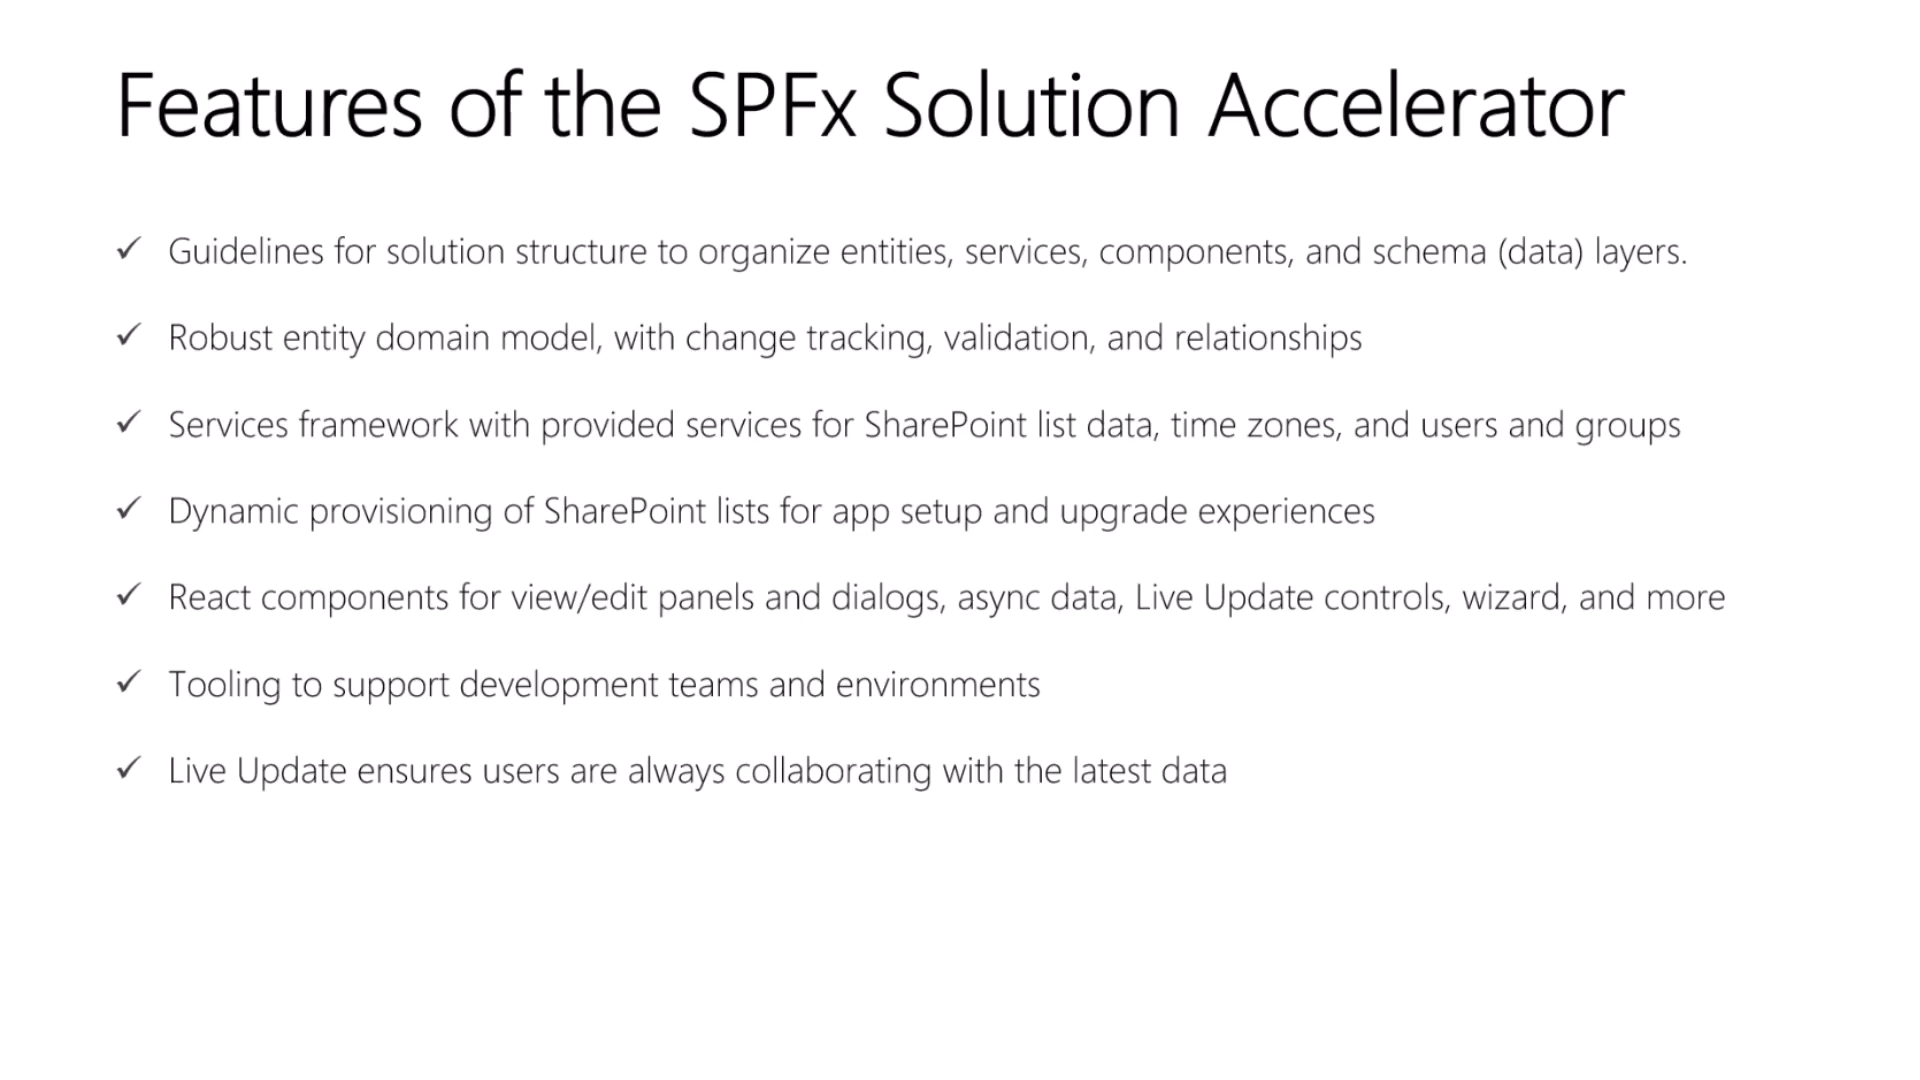 Features of the SPFx Solution Accelerator
✓ Guidelines for solution structure to organize entities, services, components, and schema (data) layers.
✓ Robust entity domain model, with change tracking, validation, and relationships
✓ Services framework with provided services for SharePoint list data, time zones, and users and groups
✓ Dynamic provisioning of SharePoint lists for app setup and upgrade experiences
✓ React components for view/edit panels and dialogs, async data, Live Update controls, wizard, and more
✓ Tooling to support development teams and environments
✓ Live Update ensures users are always collaborating with the latest data